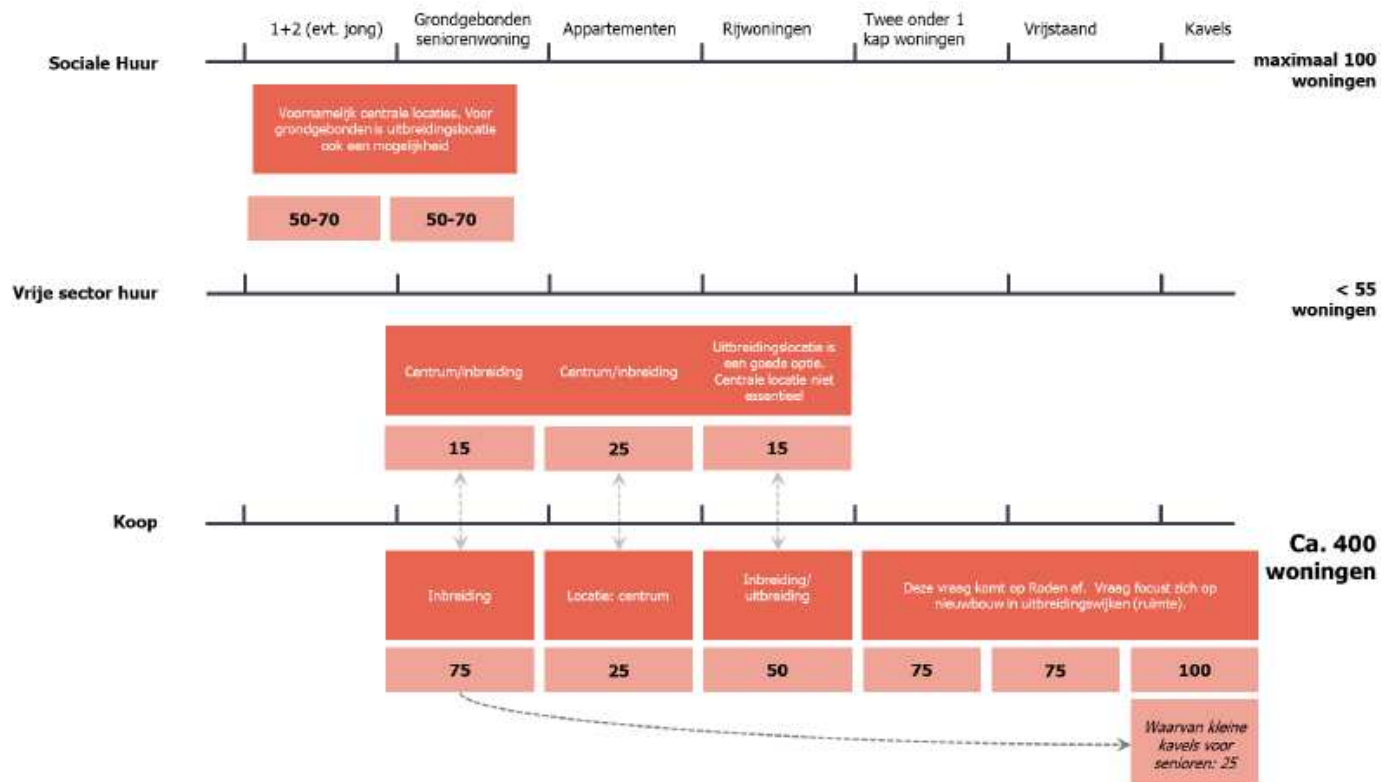 1+2 (evt. jong)
Grondgebonden
seniorenwoning
Appartementen
Rijwoningen
Twee onder 1
kap woningen
Vrijstaand
Kavels
Sociale Huur
maximaal 100
woningen
Voornamelijk centrale locaties. Voor
grondgebonden is uitbreidingslocatie
ook een mogelijkheid
50-70
50-70
Vrije sector huur
< 55
woningen
Centrum/inbreiding
Centrum/inbreiding
Uitbreidingslocatie is
een goede optie.
Centrale locatie niet
essentieel
15
25
15
Koop
Ca. 400
woningen
Inbreiding
Locatie: centrum
Inbreiding/
uitbreiding
Deze vraag komt op Roden af. Vraag focust zich op
nieuwbouw in uitbreidingswijken (ruimte).
75
25
50
75
75
100
Waarvan kleine
kavels voor
senioren: 25